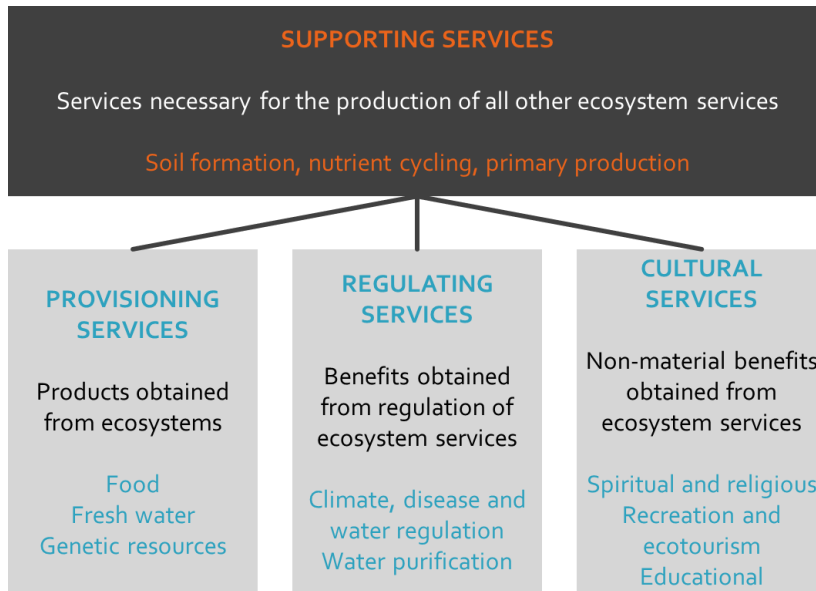 SUPPORTING SERVICES
Services necessary for the production of all other ecosystem services
Soil formation, nutrient cycling, primary production
PROVISIONING
SERVICES
Products obtained
from ecosystems
Food
Fresh water
Genetic resources
REGULATING
SERVICES
Benefits obtained
from regulation of
ecosystem services
Climate, disease and
water regulation
Water purification
CULTURAL
SERVICES
Non-material benefits
obtained from
ecosystem services
Spiritual and religious
Recreation and
ecotourism
Educational